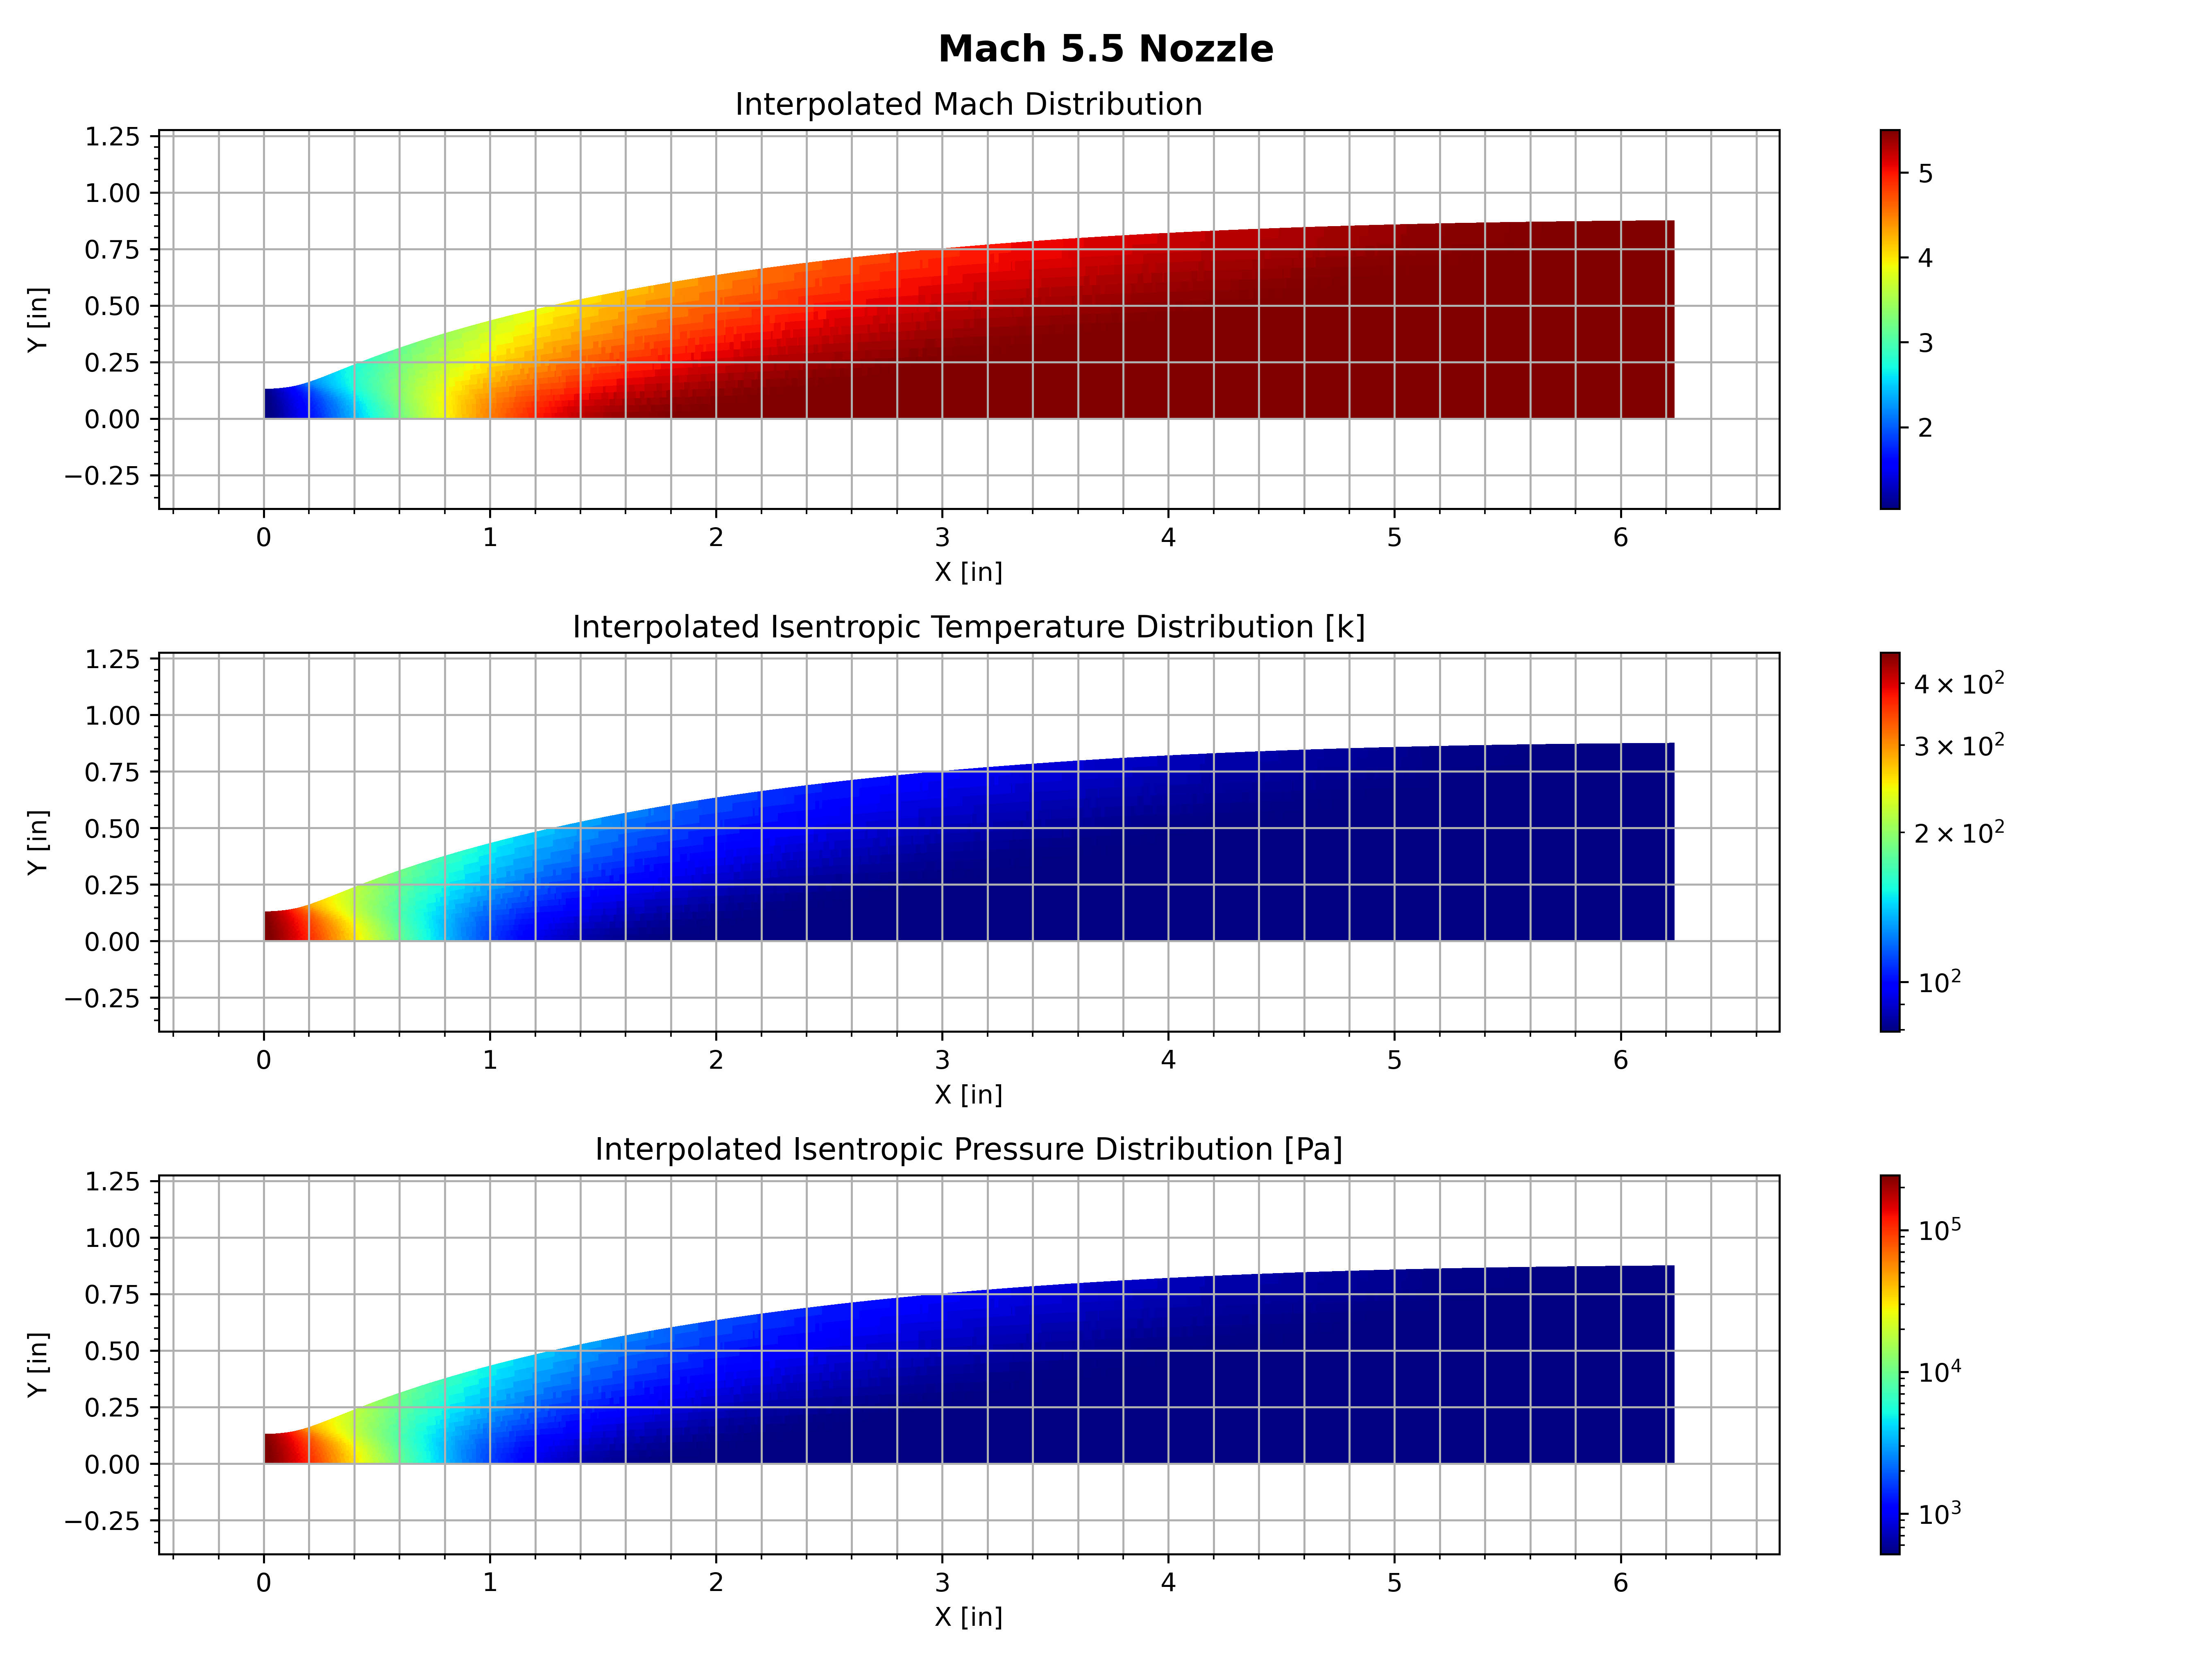 Mach 5.5 Nozzle
Interpolated Mach Distribution
1.25
1.00
0.75
0.50
0.25
0.00
−0.25
Y [in]
0 1 2 3 4 5 6
X [in]
5
4
3
2
Interpolated Isentropic Temperature Distribution [k]
1.25
1.00
0.75
0.50
0.25
0.00
−0.25
Y [in]
0 1 2 3 4 5 6
X [in]
4 × 10²
3 × 10²
2 × 10²
10²
Interpolated Isentropic Pressure Distribution [Pa]
1.25
1.00
0.75
0.50
0.25
0.00
−0.25
Y [in]
0 1 2 3 4 5 6
X [in]
10⁵
10⁴
10³